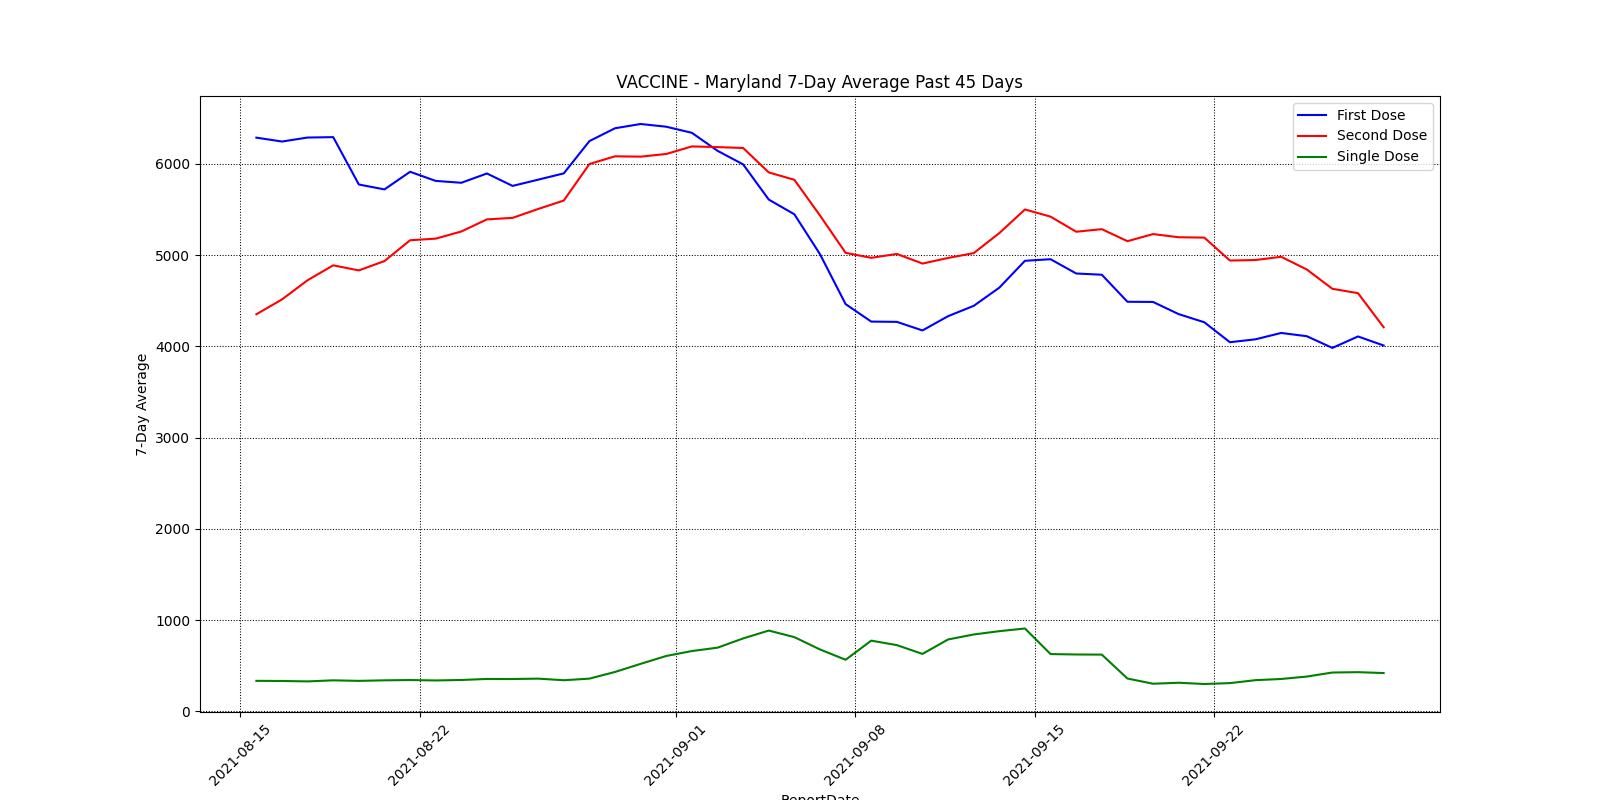 VACCINE - Maryland 7-Day Average Past 45 Days
First Dose
Second Dose
Single Dose
7-Day Average
6000
5000
4000
3000
2000
1000
0
2021-08-15
2021-08-22
2021-09-01
2021-09-08
2021-09-15
2021-09-22
ReportDate